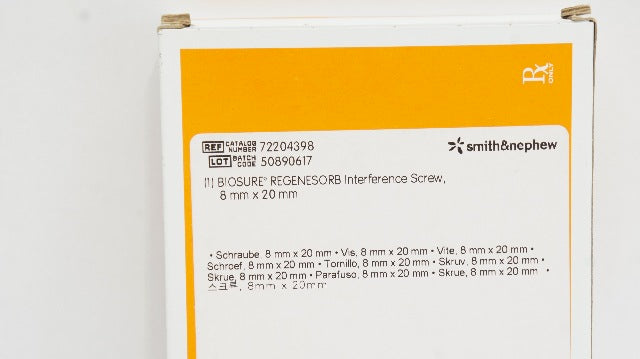 Rx ONLY
REF CATALOG NUMBER 72204398
LOT BATCH CODE 50890617
smith&nephew
(1) BIOSURE® REGENESORB Interference Screw,
8 mm x 20 mm
• Schraube, 8 mm x 20 mm • Vis, 8 mm x 20 mm • Vite, 8 mm x 20 mm •
Schroef, 8 mm x 20 mm • Tornillo, 8 mm x 20 mm • Skruv, 8 mm x 20 mm •
Skrue, 8 mm x 20 mm • Parafuso, 8 mm x 20 mm • Skrue, 8 mm x 20 mm •
스크류, 8mm x 20mm